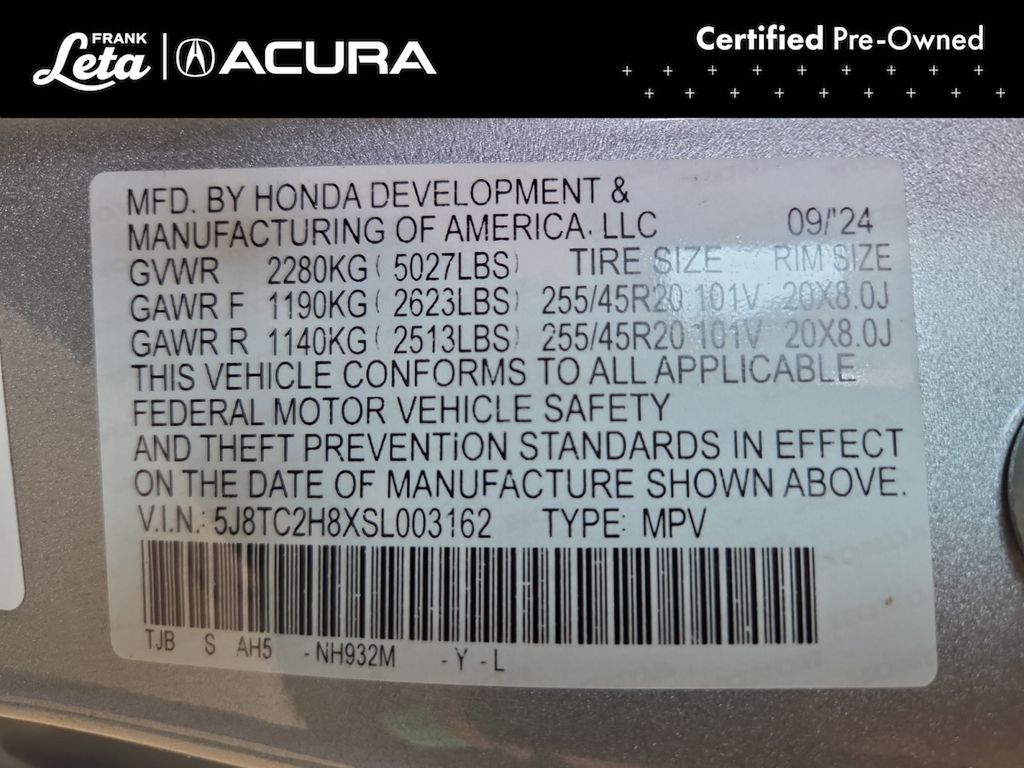 FRANK
Leta
ACURA
Certified Pre-Owned
MFD. BY HONDA DEVELOPMENT &
MANUFACTURING OF AMERICA, LLC 09/'24
GVWR 2280KG ( 5027LBS) TIRE SIZE RIM SIZE
GAWR F 1190KG ( 2623LBS) 255/45R20 101V 20X8.0J
GAWR R 1140KG ( 2513LBS) 255/45R20 101V 20X8.0J
THIS VEHICLE CONFORMS TO ALL APPLICABLE
FEDERAL MOTOR VEHICLE SAFETY
AND THEFT PREVENTION STANDARDS IN EFFECT
ON THE DATE OF MANUFACTURE SHOWN ABOVE.
V.I.N.: 5J8TC2H8XSL003162 TYPE: MPV
TJB S AH5 - NH932M - Y - L